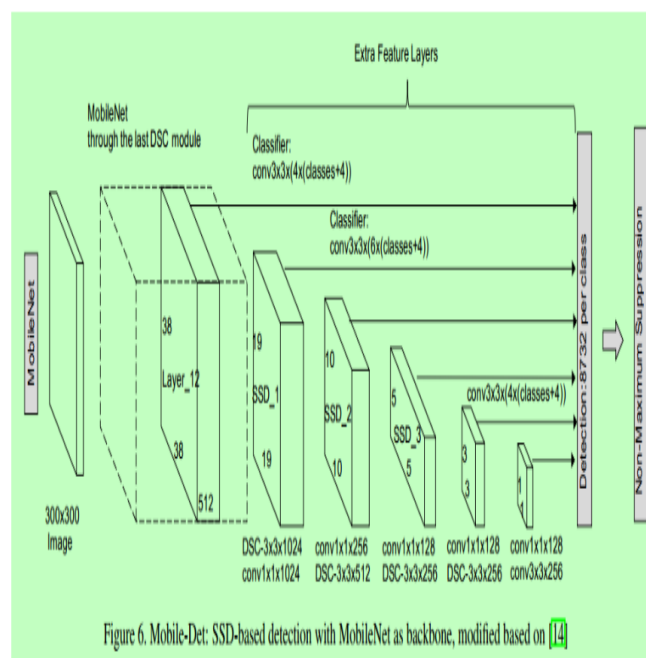 Extra Feature Layers
MobileNet
through the last DSC module
Classifier:
conv3x3x(4x(classes+4))
Classifier:
conv3x3x(6x(classes+4))
MobileNet
38
Layer_12
38
512
19
SSD_1
19
10
SSD_2
10
5
SSD_3
5
conv3x3x(4x(classes+4))
3
3
1
1
Detection:8732 per class
Non-Maximum Suppression
300x300
Image
DSC-3x3x1024
conv1x1x1024
conv1x1x256
DSC-3x3x512
conv1x1x128
DSC-3x3x256
conv1x1x128
DSC-3x3x256
conv1x1x128
conv3x3x256
Figure 6. Mobile-Det: SSD-based detection with MobileNet as backbone, modified based on [14]